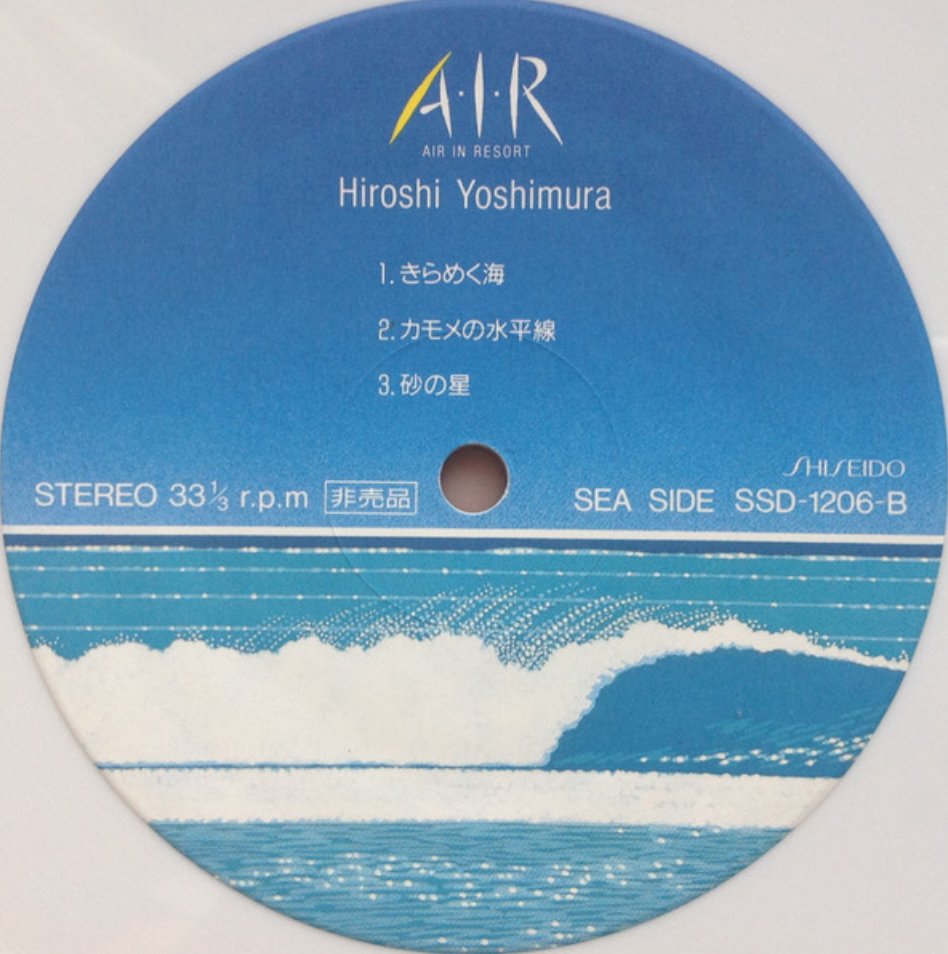 A·I·R
AIR IN RESORT
Hiroshi Yoshimura
1. きらめく海
2. カモメの水平線
3. 砂の星
SHISEIDO
STEREO 33⅓ r.p.m 非売品 SEA SIDE SSD-1206-B